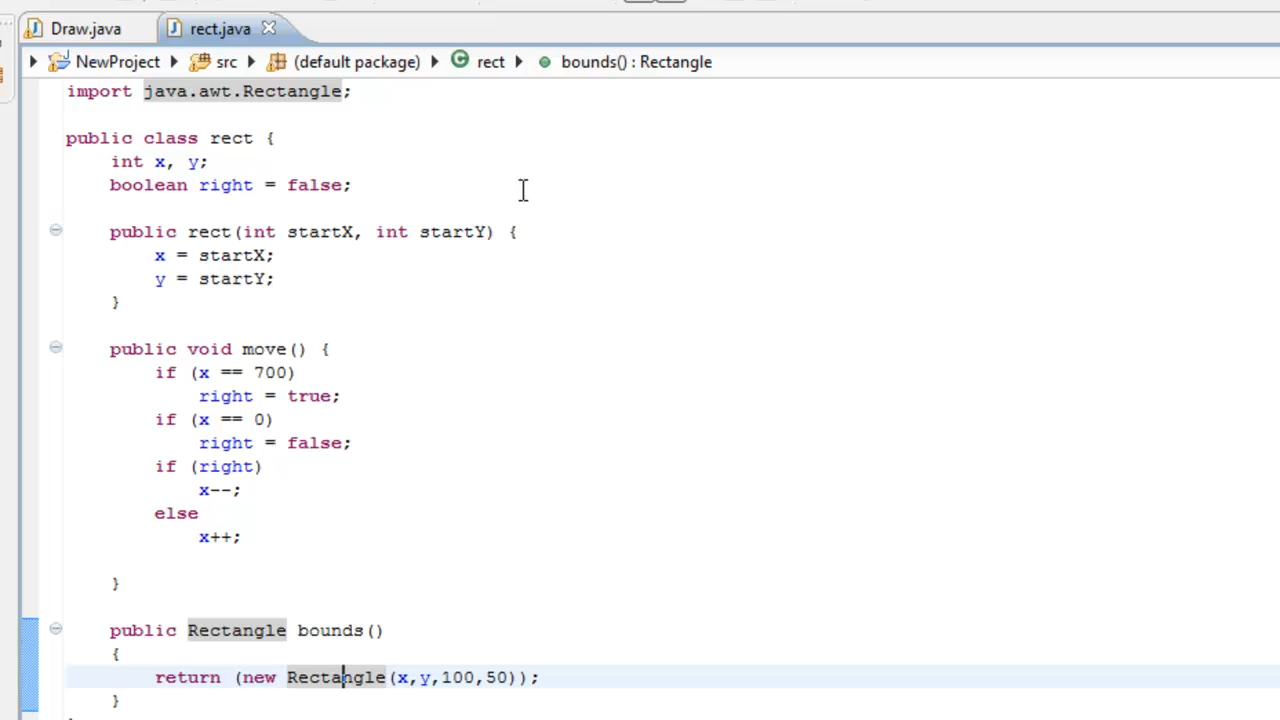 Draw.java rect.java
NewProject src (default package) rect bounds() : Rectangle
import java.awt.Rectangle;
public class rect {
int x, y;
boolean right = false;
public rect(int startX, int startY) {
x = startX;
y = startY;
}
public void move() {
if (x == 700)
right = true;
if (x == 0)
right = false;
if (right)
x--;
else
x++;
}
public Rectangle bounds()
{
return (new Rectangle(x,y,100,50));
}